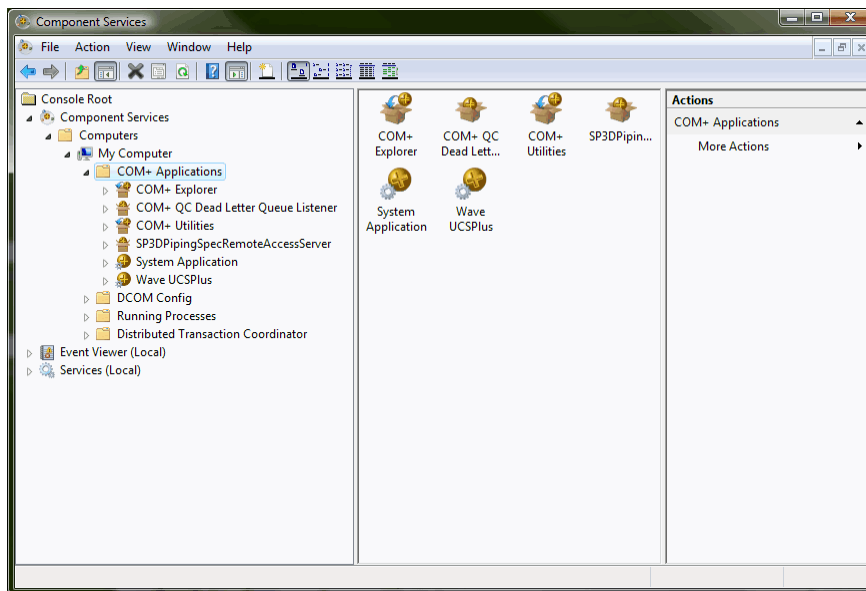 Component Services
File Action View Window Help
Console Root
Component Services
Computers
My Computer
COM+ Applications
COM+ Explorer
COM+ QC Dead Letter Queue Listener
COM+ Utilities
SP3DPipingSpecRemoteAccessServer
System Application
Wave UCSPlus
DCOM Config
Running Processes
Distributed Transaction Coordinator
Event Viewer (Local)
Services (Local)
COM+
Explorer
COM+ QC
Dead Lett...
COM+
Utilities
SP3DPipin...
System
Application
Wave
UCSPlus
Actions
COM+ Applications
More Actions